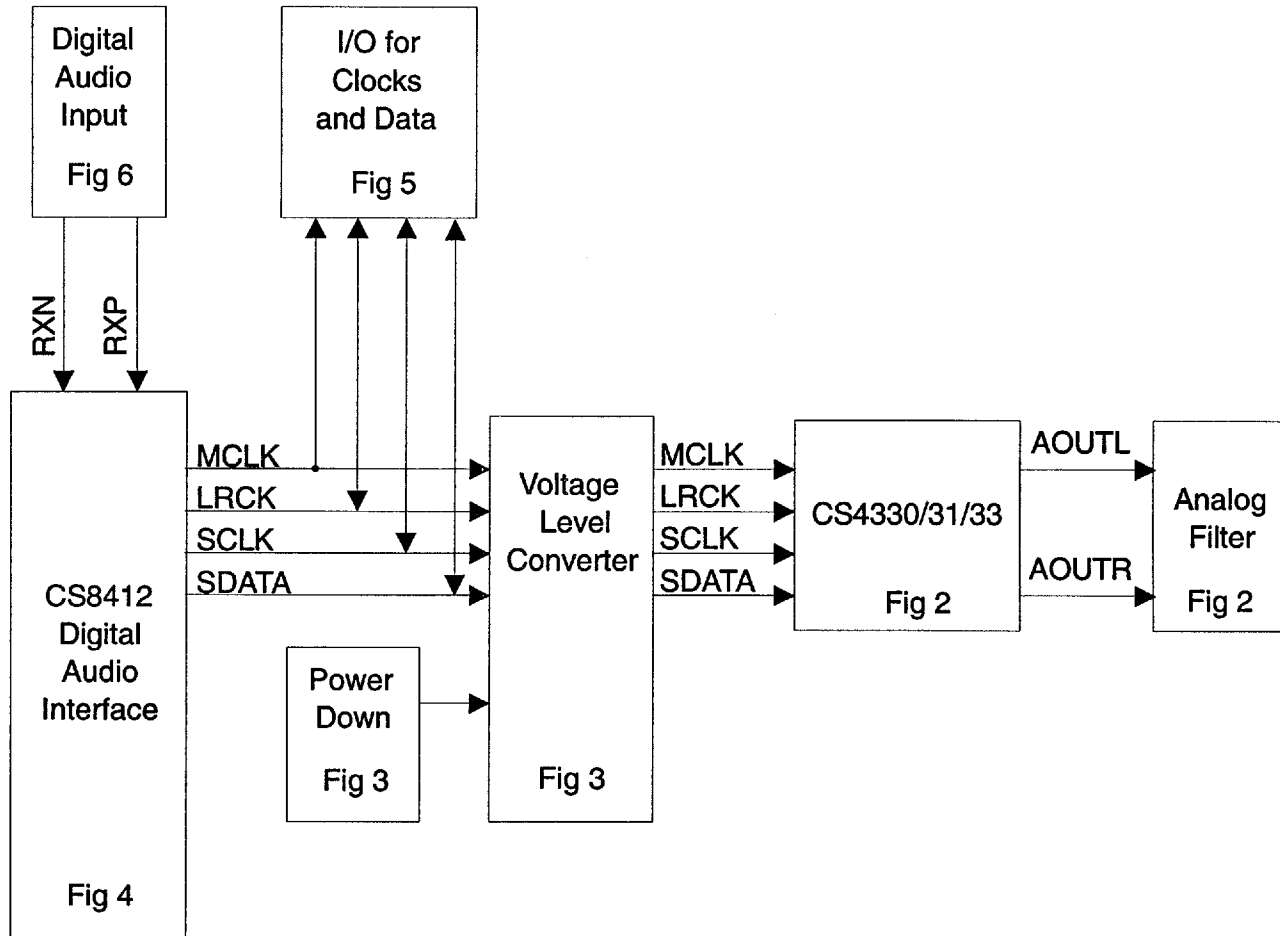 Digital
Audio
Input
Fig 6
I/O for
Clocks
and Data
Fig 5
RXN
RXP
CS8412
Digital
Audio
Interface
Fig 4
MCLK
LRCK
SCLK
SDATA
Power
Down
Fig 3
Voltage
Level
Converter
Fig 3
MCLK
LRCK
SCLK
SDATA
CS4330/31/33
Fig 2
AOUTL
AOUTR
Analog
Filter
Fig 2